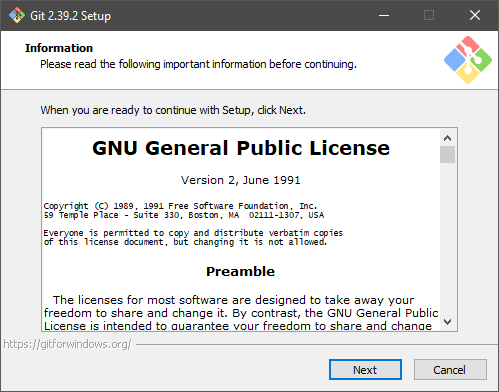 Git 2.39.2 Setup
Information
Please read the following important information before continuing.
When you are ready to continue with Setup, click Next.
GNU General Public License
Version 2, June 1991
Copyright (C) 1989, 1991 Free Software Foundation, Inc.
59 Temple Place - Suite 330, Boston, MA  02111-1307, USA
Everyone is permitted to copy and distribute verbatim copies
of this license document, but changing it is not allowed.
Preamble
The licenses for most software are designed to take away your
freedom to share and change it. By contrast, the GNU General Public
License is intended to guarantee your freedom to share and change
https://gitforwindows.org/
Next
Cancel